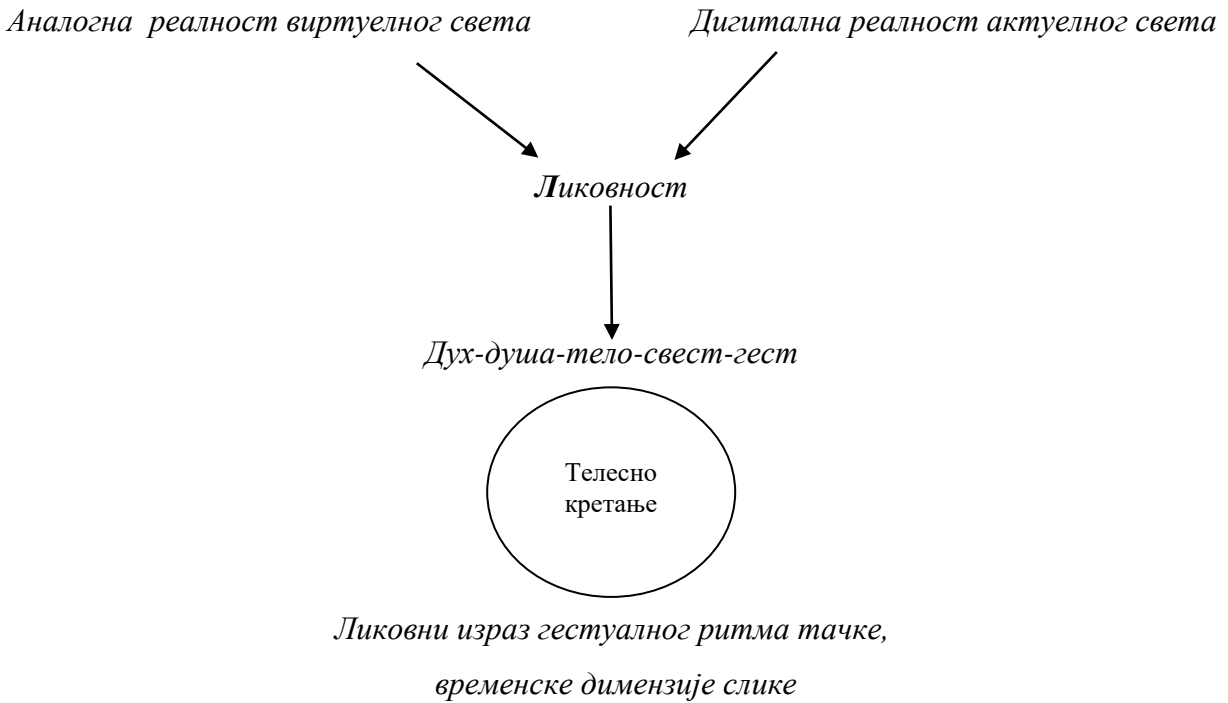 Аналогна реалност виртуелног света
Дигитална реалност актуелног света
Ликовност
Дух-душа-тело-свест-гест
Телесно
кретање
Ликовни израз гестуалног ритма тачке,
временске димензије слике